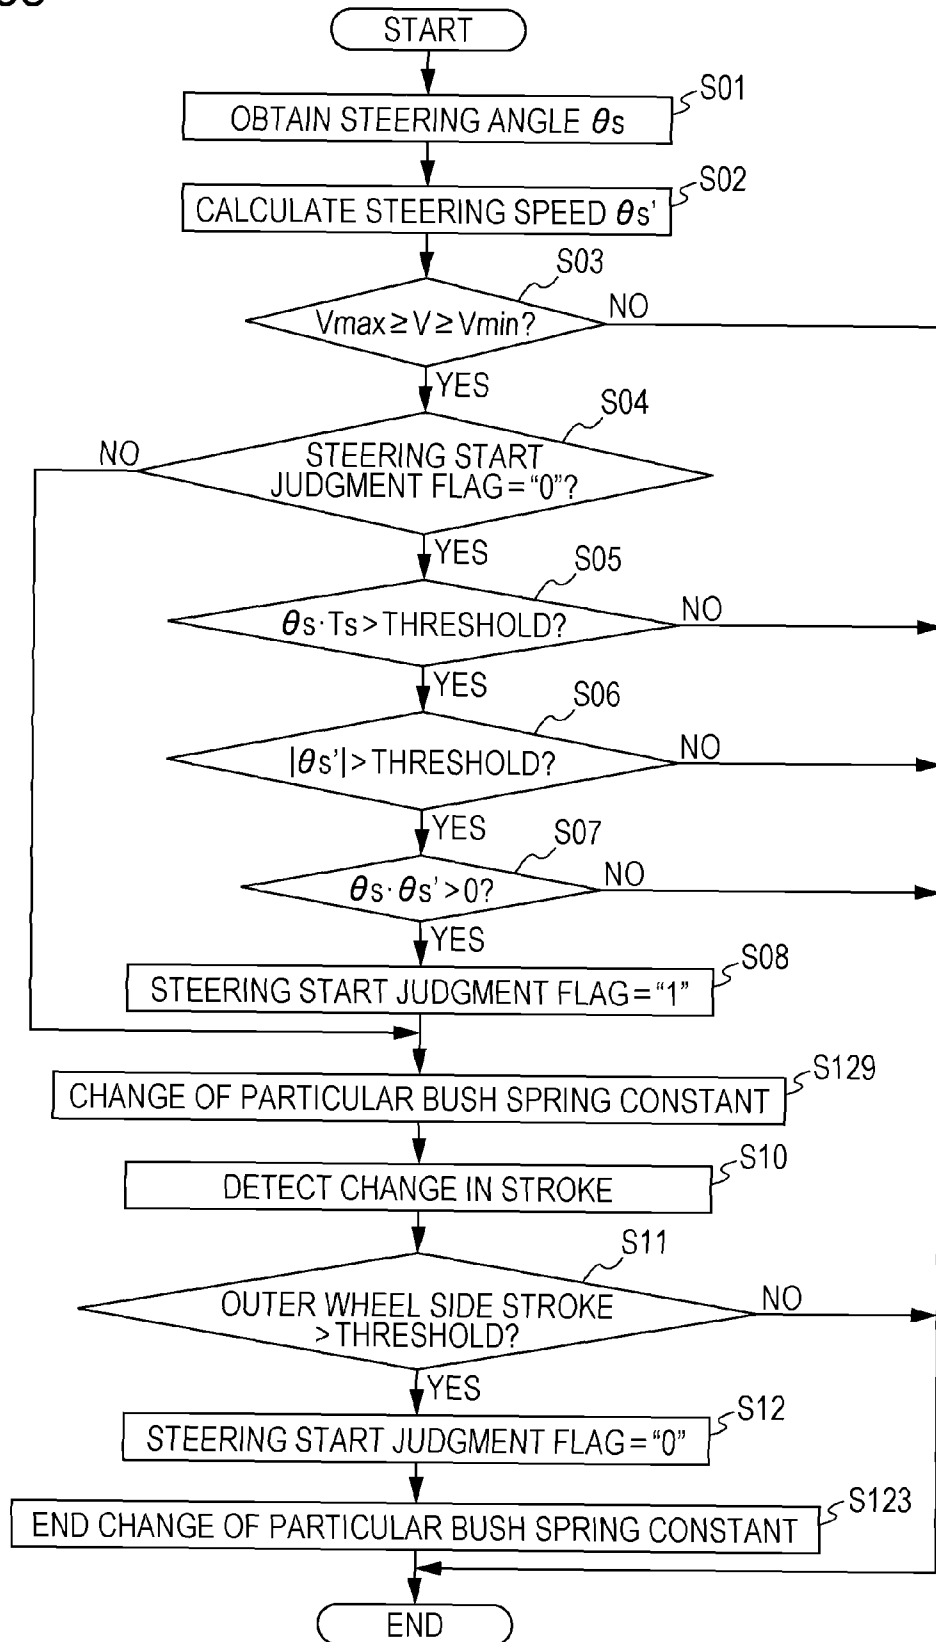 START
S01
OBTAIN STEERING ANGLE θs
S02
CALCULATE STEERING SPEED θs'
S03
Vmax ≥ V ≥ Vmin?
NO
YES
S04
NO
STEERING START
JUDGMENT FLAG = “0”?
YES
S05
θs·Ts > THRESHOLD?
NO
YES
S06
|θs'| > THRESHOLD?
NO
YES
S07
θs·θs' > 0?
NO
YES
S08
STEERING START JUDGMENT FLAG = “1”
S129
CHANGE OF PARTICULAR BUSH SPRING CONSTANT
S10
DETECT CHANGE IN STROKE
S11
OUTER WHEEL SIDE STROKE
> THRESHOLD?
NO
YES
S12
STEERING START JUDGMENT FLAG = “0”
S123
END CHANGE OF PARTICULAR BUSH SPRING CONSTANT
END